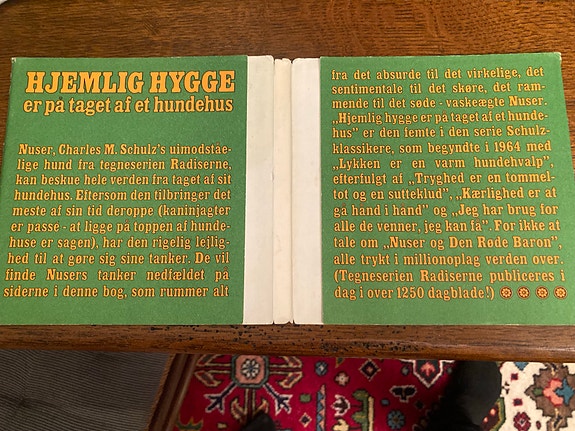 HJEMLIG HYGGE
er på taget af et hundehus
Nuser, Charles M. Schulz's uimodståe-
lige hund fra tegneserien Radiserne,
kan beskue hele verden fra taget af sit
hundehus. Eftersom den tilbringer det
meste af sin tid deroppe (kaninjagter
er passe - at ligge på toppen af hunde-
huse er sagen), har den rigelig lejlig-
hed til at gøre sig sine tanker. De vil
finde Nusers tanker nedfældet på
siderne i denne bog, som rummer alt
fra det absurde til det virkelige, det
sentimentale til det skøre, det ram-
mende til det søde - vaskeægte Nuser.
„Hjemlig hygge er på taget af et hunde-
hus" er den femte i den serie Schulz-
klassikere, som begyndte i 1964 med
„Lykken er en varm hundehvalp",
efterfulgt af „Tryghed er en tommel-
tot og en sutteklud", „Kærlighed er at
gå hånd i hånd" og „Jeg har brug for
alle de venner, jeg kan få". For ikke at
tale om „Nuser og Den Røde Baron",
alle trykt i millionoplag verden over.
(Tegneserien Radiserne publiceres i
dag i over 1250 dagblade!)